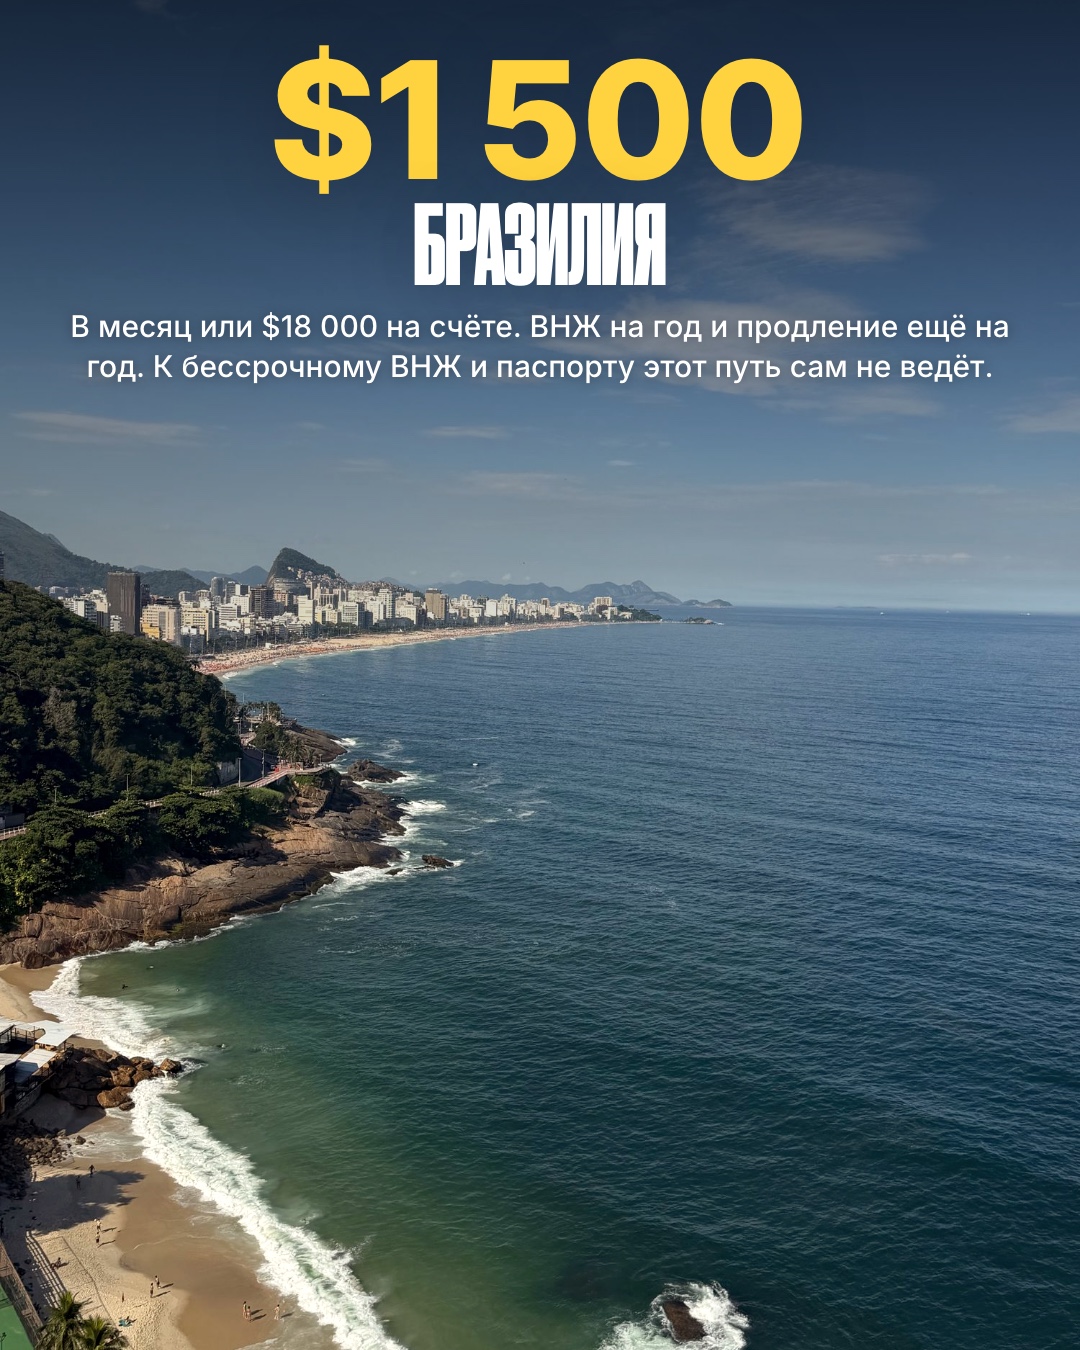 $1 500
БРАЗИЛИЯ
В месяц или $18 000 на счёте. ВНЖ на год и продление ещё на
год. К бессрочному ВНЖ и паспорту этот путь сам не ведёт.